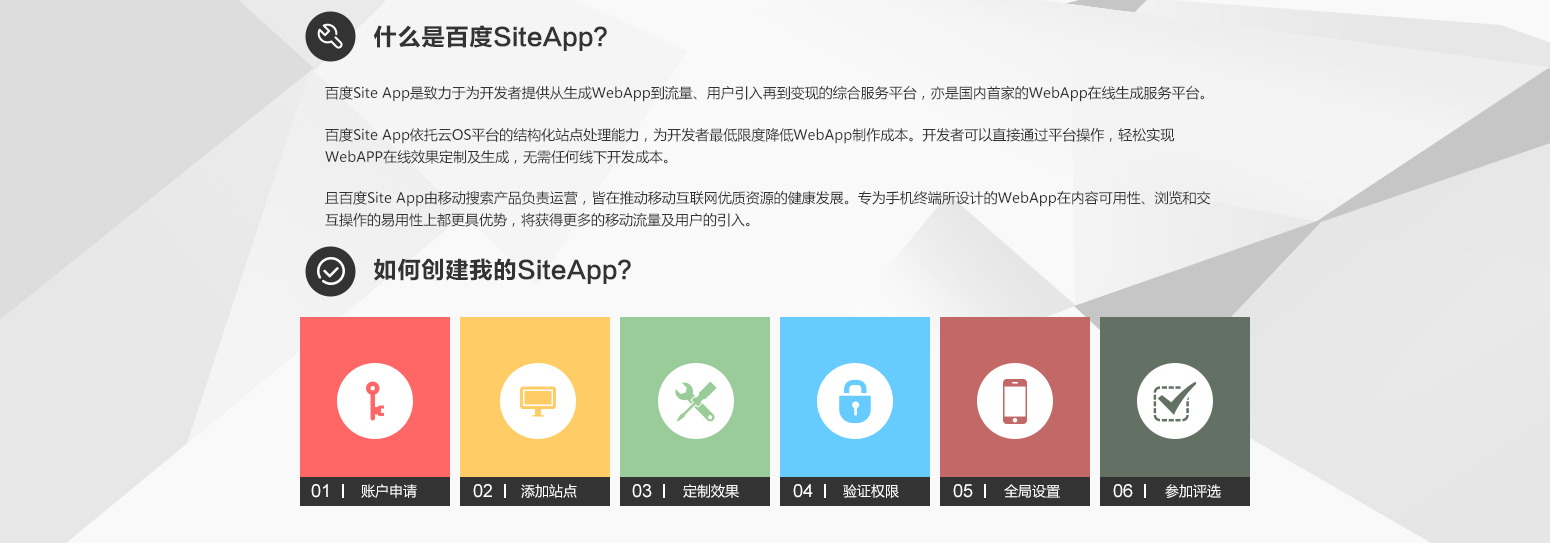 什么是百度SiteApp?
百度Site App是致力于为开发者提供从生成WebApp到流量、用户引入再到变现的综合服务平台，亦是国内首家的WebApp在线生成服务平台。
百度Site App依托云OS平台的结构化站点处理能力，为开发者最低限度降低WebApp制作成本。开发者可以直接通过平台操作，轻松实现
WebAPP在线效果定制及生成，无需任何线下开发成本。
且百度Site App由移动搜索产品负责运营，皆在推动移动互联网优质资源的健康发展。专为手机终端所设计的WebApp在内容可用性、浏览和交
互操作的易用性上都更具优势，将获得更多的移动流量及用户的引入。
如何创建我的SiteApp?
01 | 账户申请
02 | 添加站点
03 | 定制效果
04 | 验证权限
05 | 全局设置
06 | 参加评选